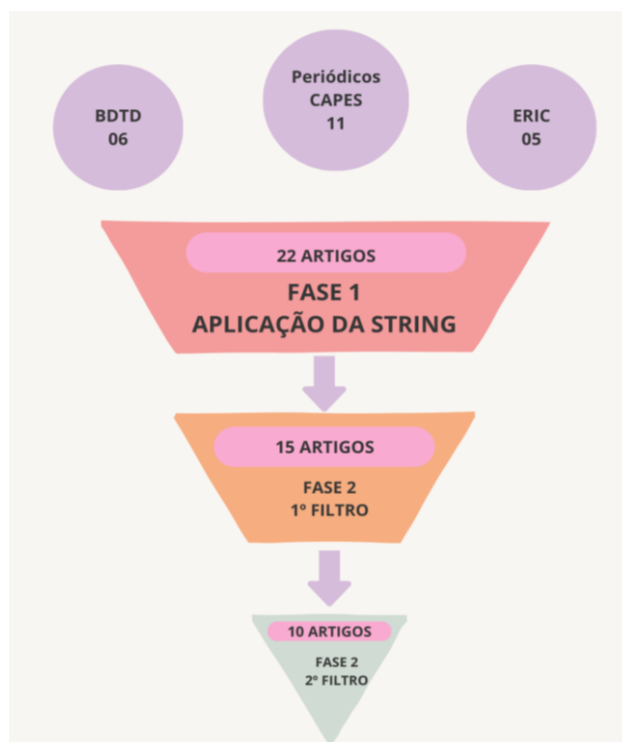 BDTD
06
Periódicos
CAPES
11
ERIC
05
22 ARTIGOS
FASE 1
APLICAÇÃO DA STRING
15 ARTIGOS
FASE 2
1º FILTRO
10 ARTIGOS
FASE 2
2º FILTRO